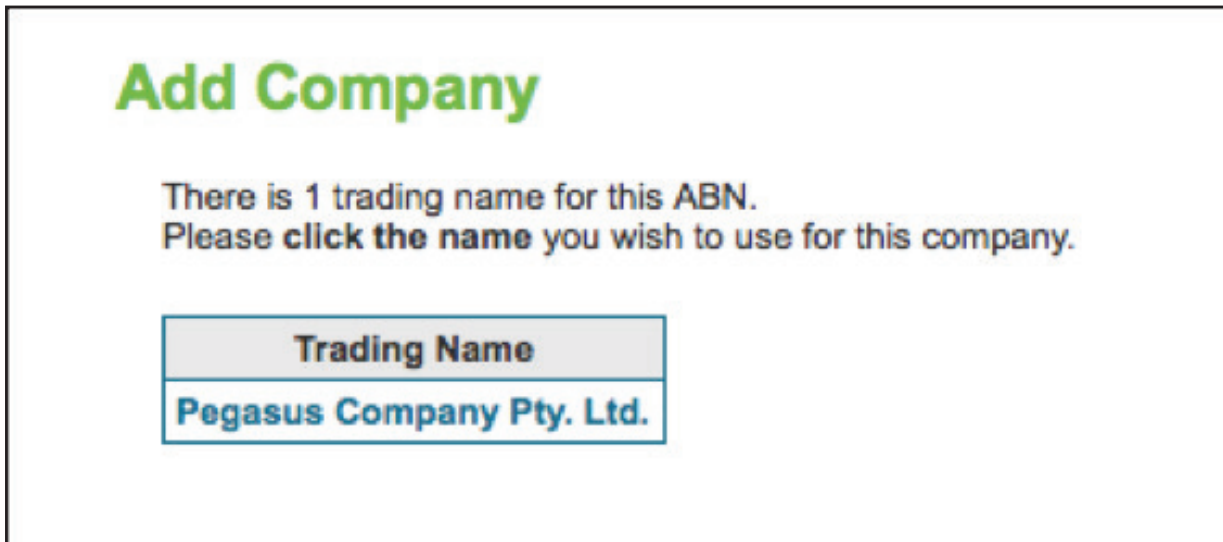 Add Company
There is 1 trading name for this ABN.
Please click the name you wish to use for this company.
Trading Name
Pegasus Company Pty. Ltd.